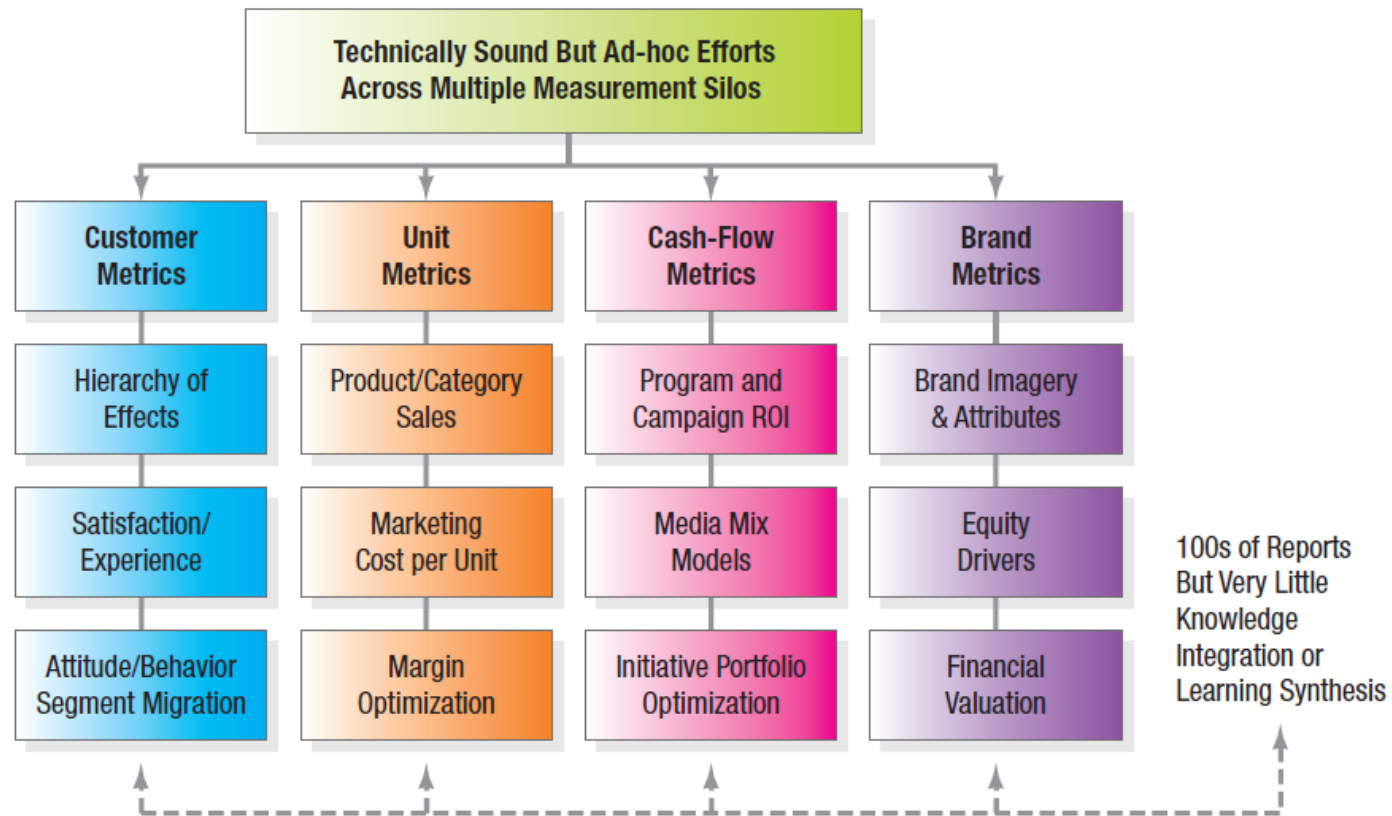 Technically Sound But Ad-hoc Efforts
Across Multiple Measurement Silos
Customer
Metrics
Hierarchy of
Effects
Satisfaction/
Experience
Attitude/Behavior
Segment Migration
Unit
Metrics
Product/Category
Sales
Marketing
Cost per Unit
Margin
Optimization
Cash-Flow
Metrics
Program and
Campaign ROI
Media Mix
Models
Initiative Portfolio
Optimization
Brand
Metrics
Brand Imagery
& Attributes
Equity
Drivers
Financial
Valuation
100s of Reports
But Very Little
Knowledge
Integration or
Learning Synthesis